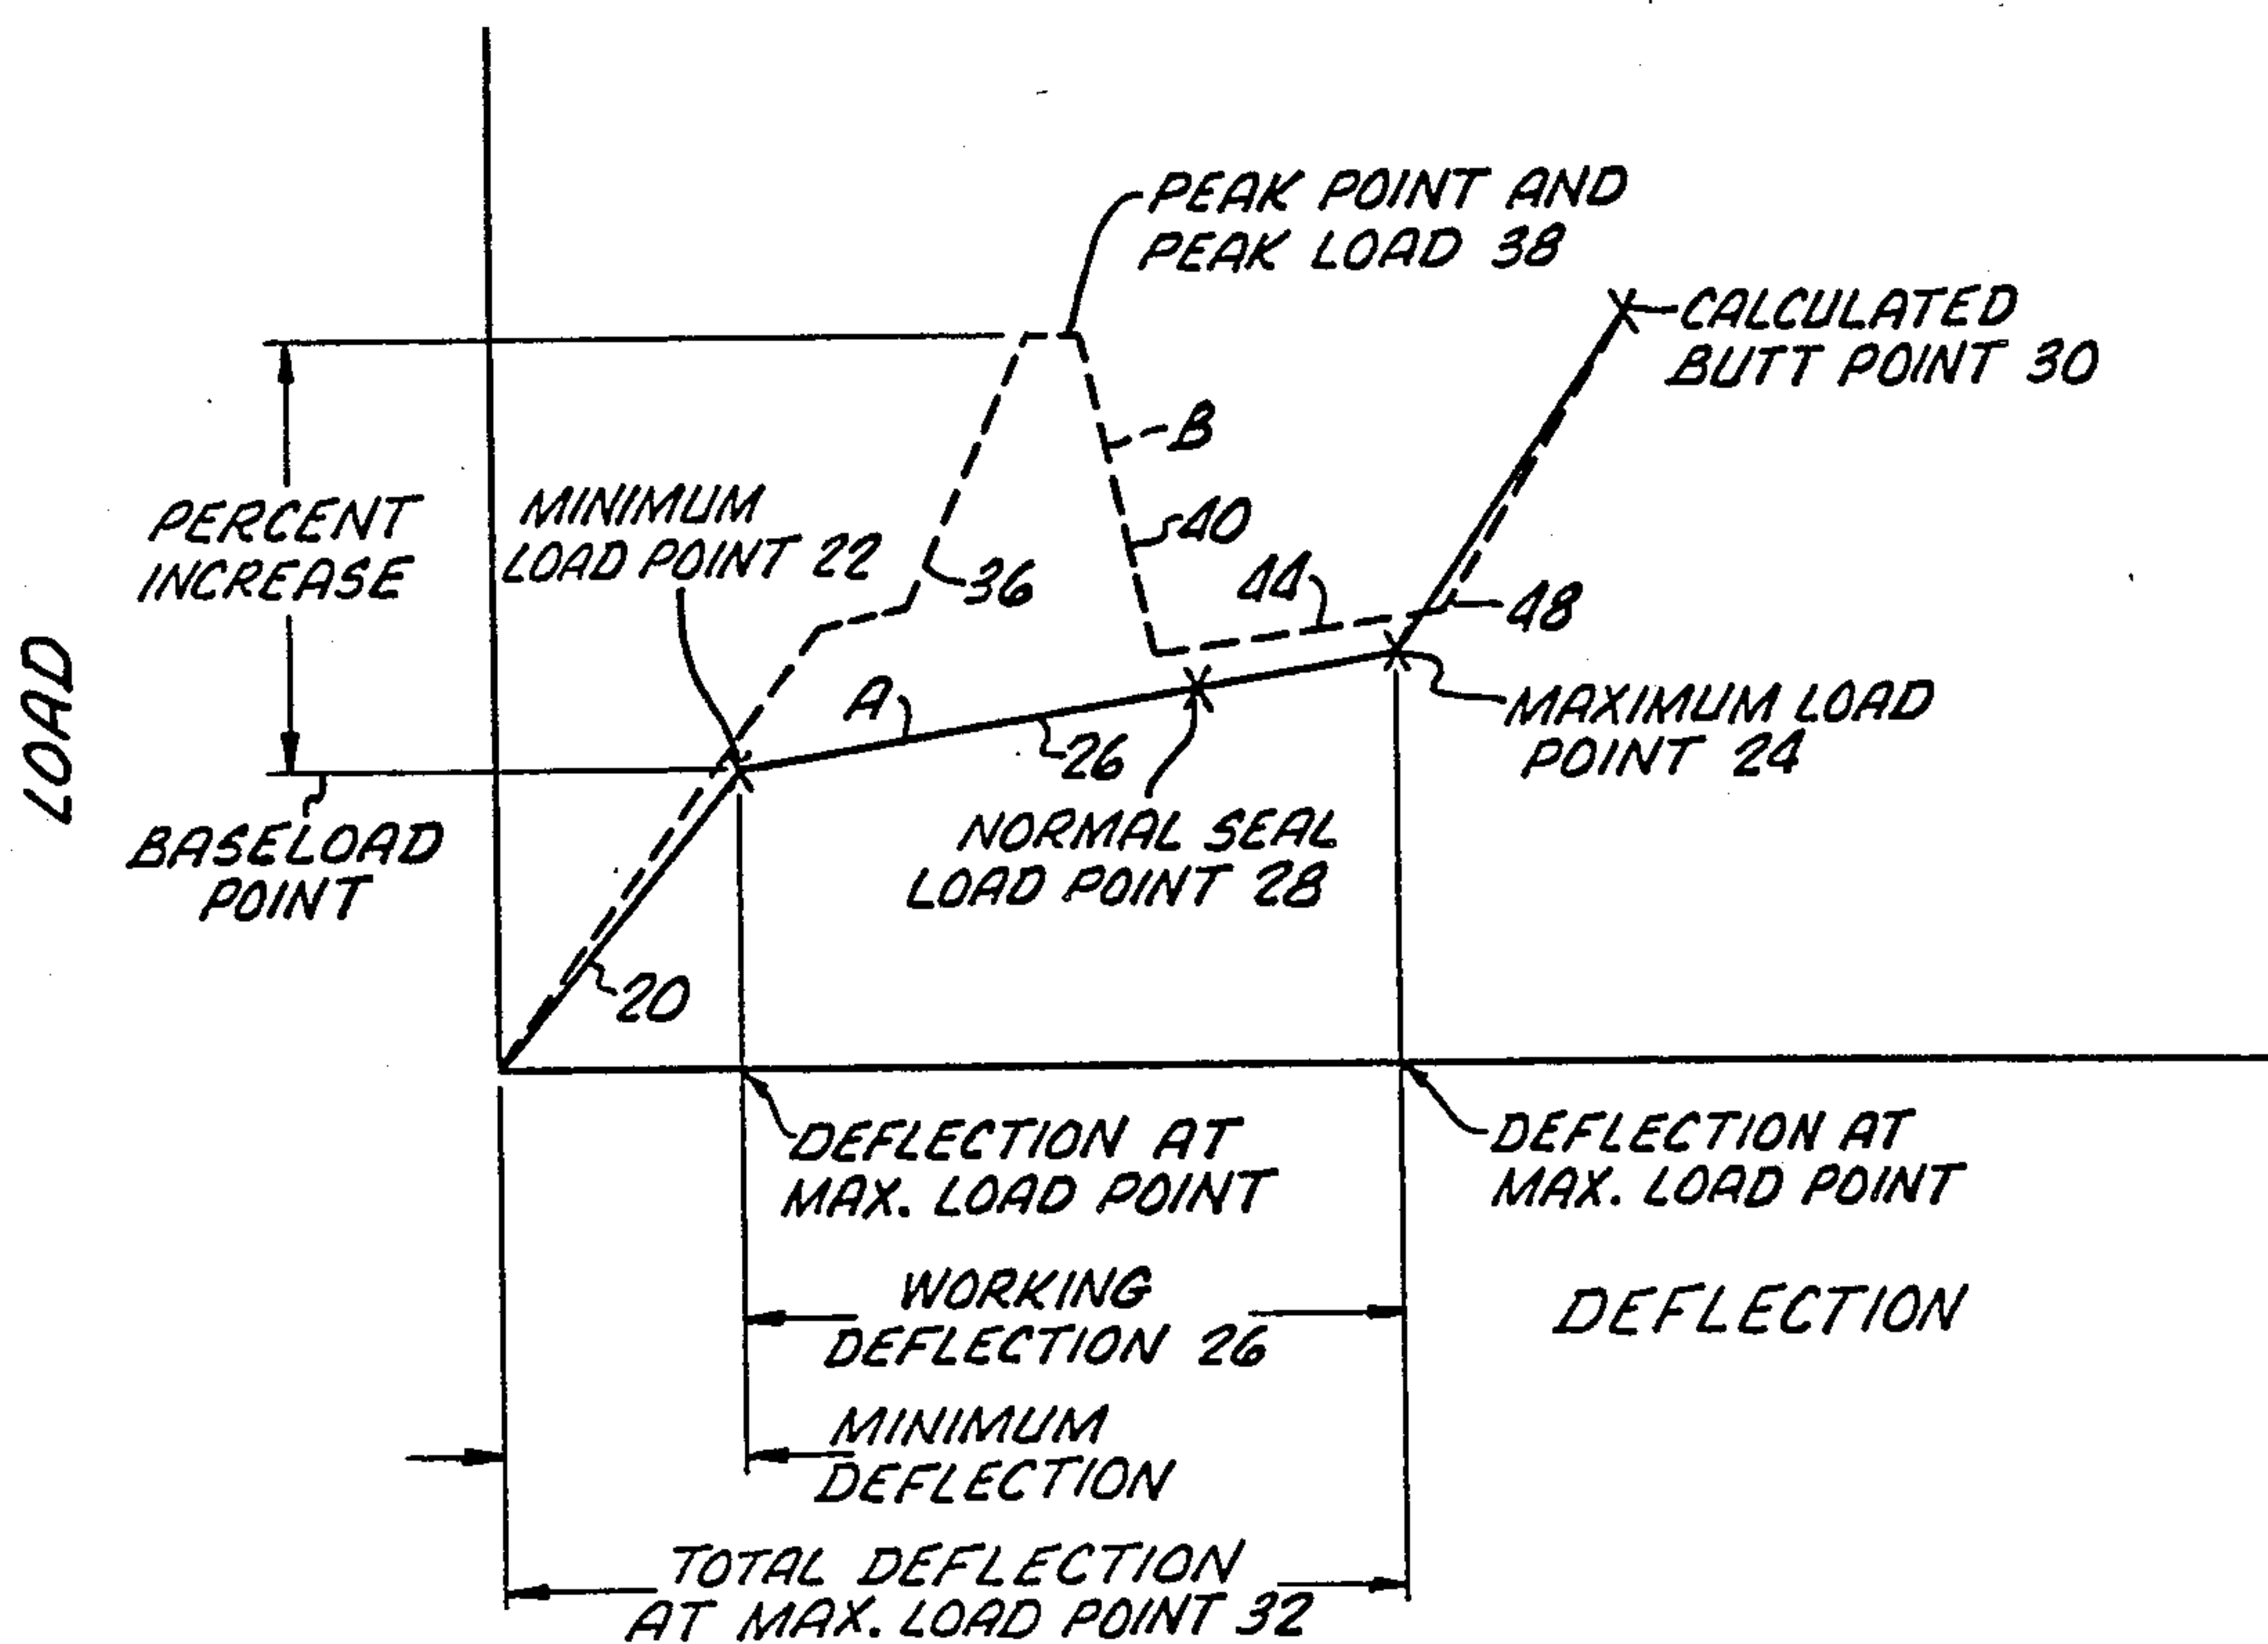 PEAK POINT AND
PEAK LOAD 38
CALCULATED
BUTT POINT 30
B
MINIMUM
LOAD POINT 22
PERCENT
INCREASE
40
36
44
48
LOAD
A
26
MAXIMUM LOAD
POINT 24
BASELOAD
POINT
NORMAL SEAL
LOAD POINT 28
20
DEFLECTION AT
MAX. LOAD POINT
DEFLECTION AT
MAX. LOAD POINT
WORKING
DEFLECTION 26
DEFLECTION
MINIMUM
DEFLECTION
TOTAL DEFLECTION
AT MAX. LOAD POINT 32